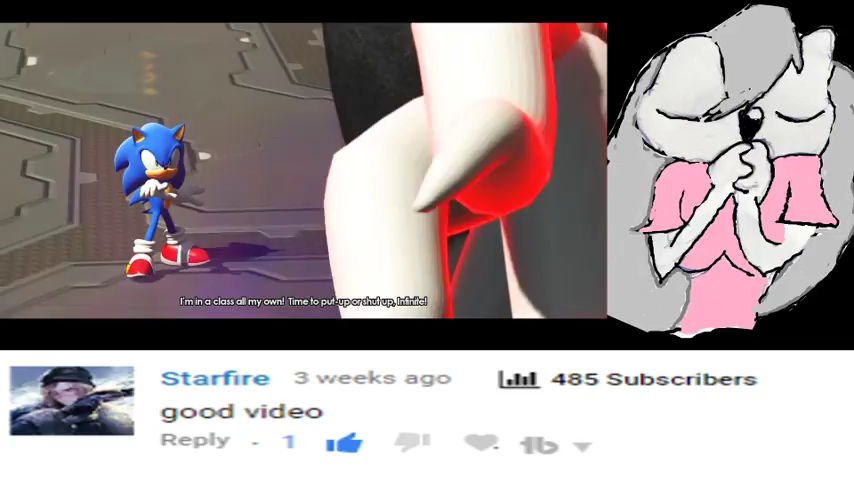 I'm in a class all my own! Time to put-up or shut up, Infinite!
Starfire 3 weeks ago 485 Subscribers
good video
Reply · 1